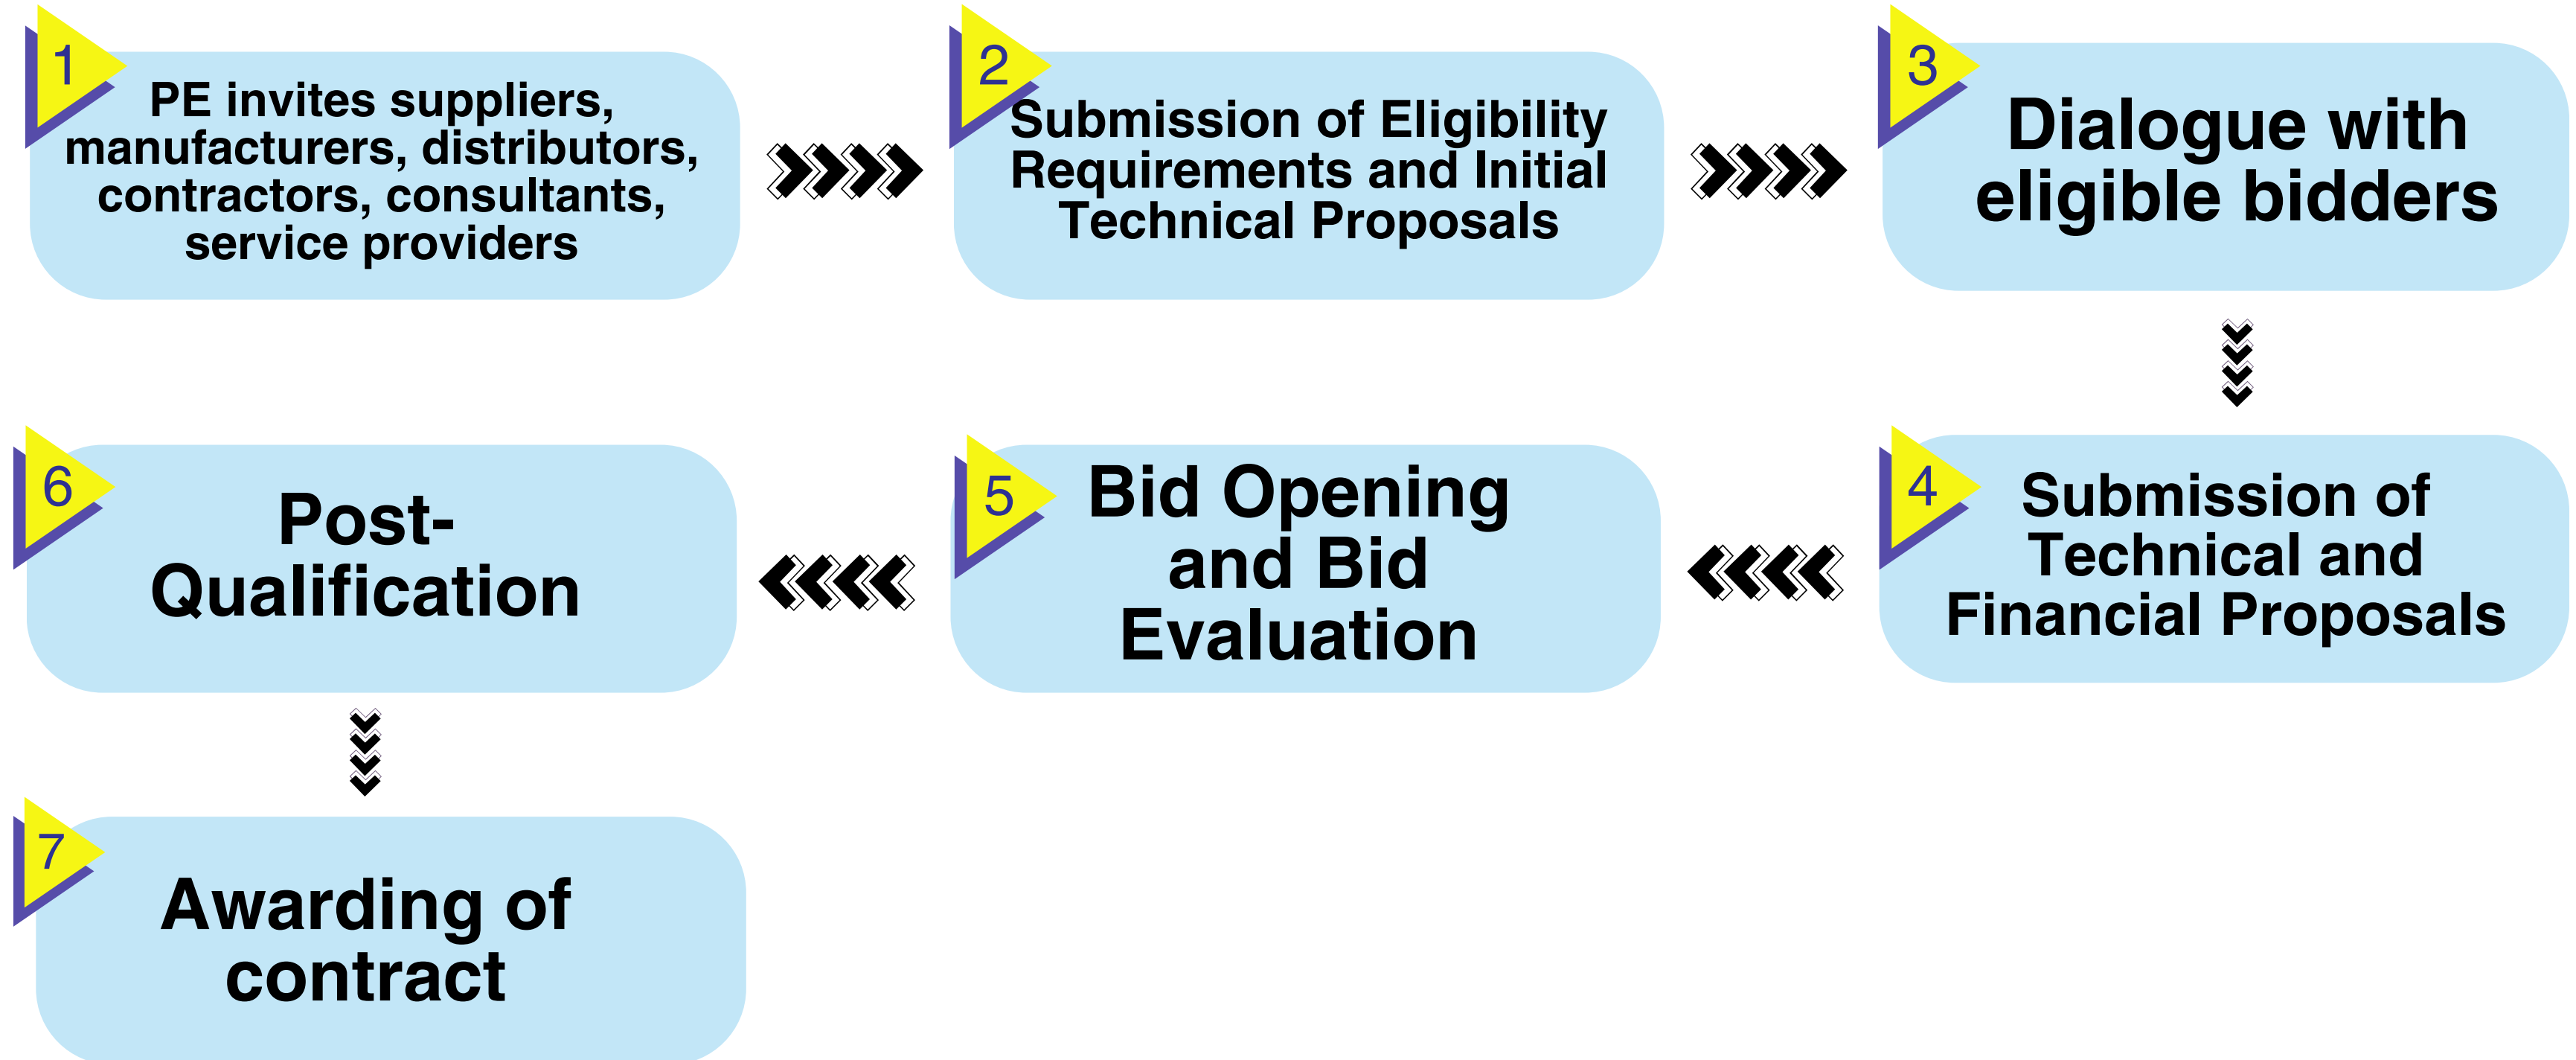 1
PE invites suppliers,
manufacturers, distributors,
contractors, consultants,
service providers
2
Submission of Eligibility
Requirements and Initial
Technical Proposals
3
Dialogue with
eligible bidders
4
Submission of
Technical and
Financial Proposals
5
Bid Opening
and Bid
Evaluation
6
Post-
Qualification
7
Awarding of
contract